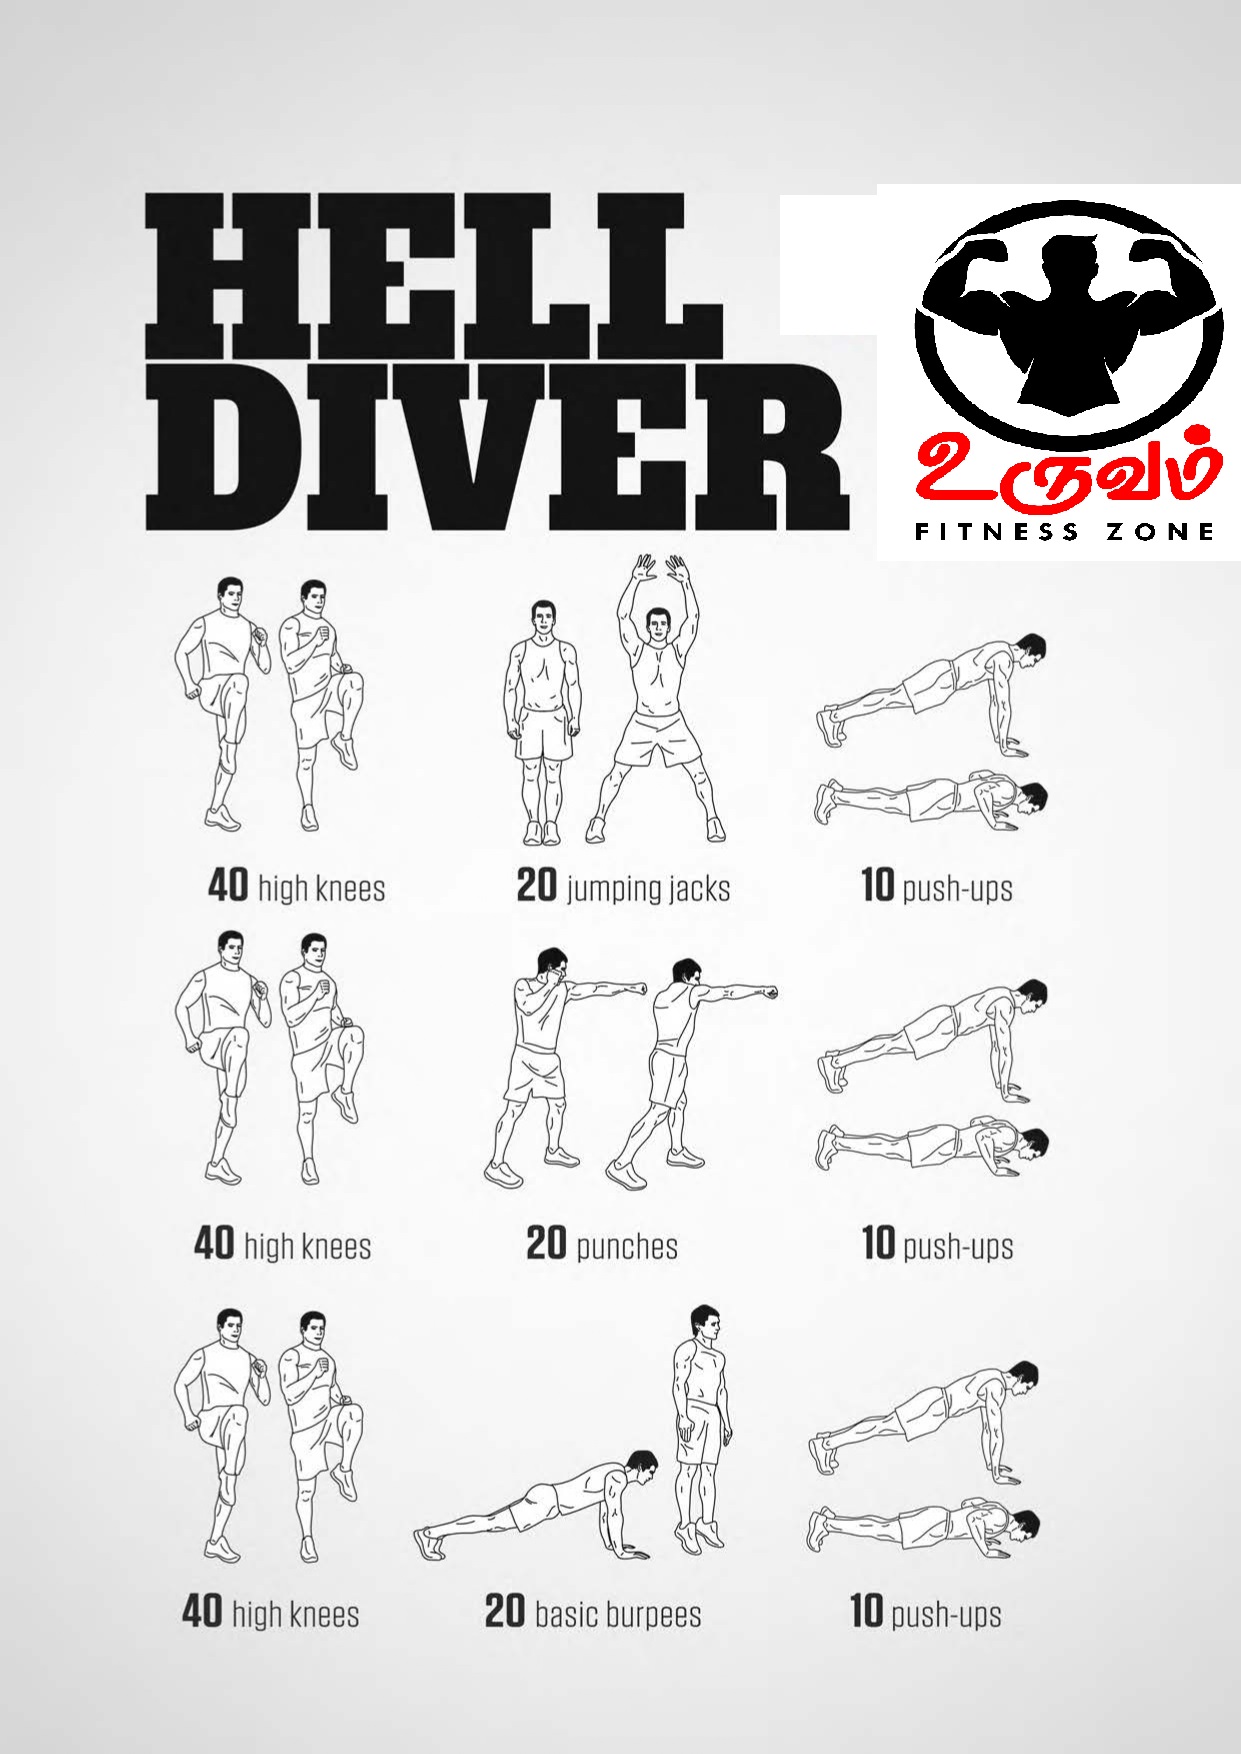 HELL
DIVER
உருவம்
FITNESS ZONE
40 high knees
20 jumping jacks
10 push-ups
40 high knees
20 punches
10 push-ups
40 high knees
20 basic burpees
10 push-ups